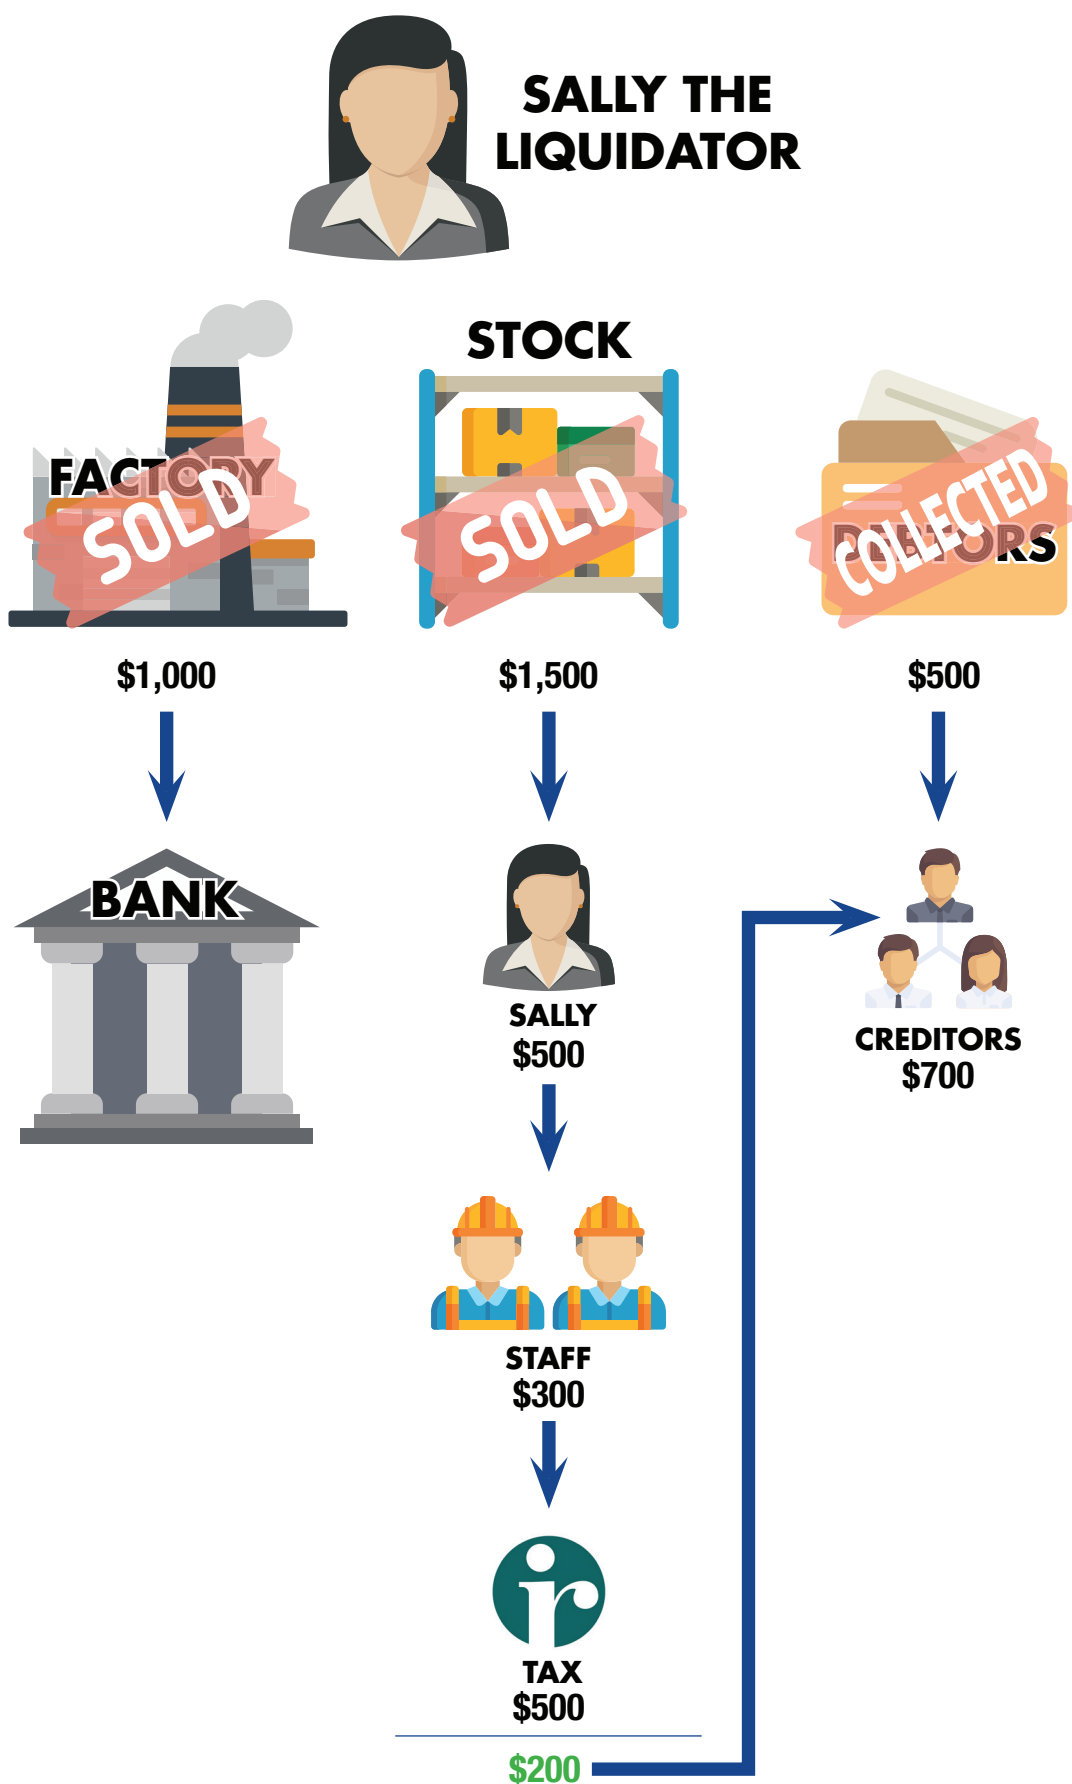 SALLY THE
LIQUIDATOR
FACTORY
SOLD
STOCK
SOLD
DEBTORS
COLLECTED
$1,000
$1,500
$500
BANK
SALLY
$500
CREDITORS
$700
STAFF
$300
ir
TAX
$500
$200